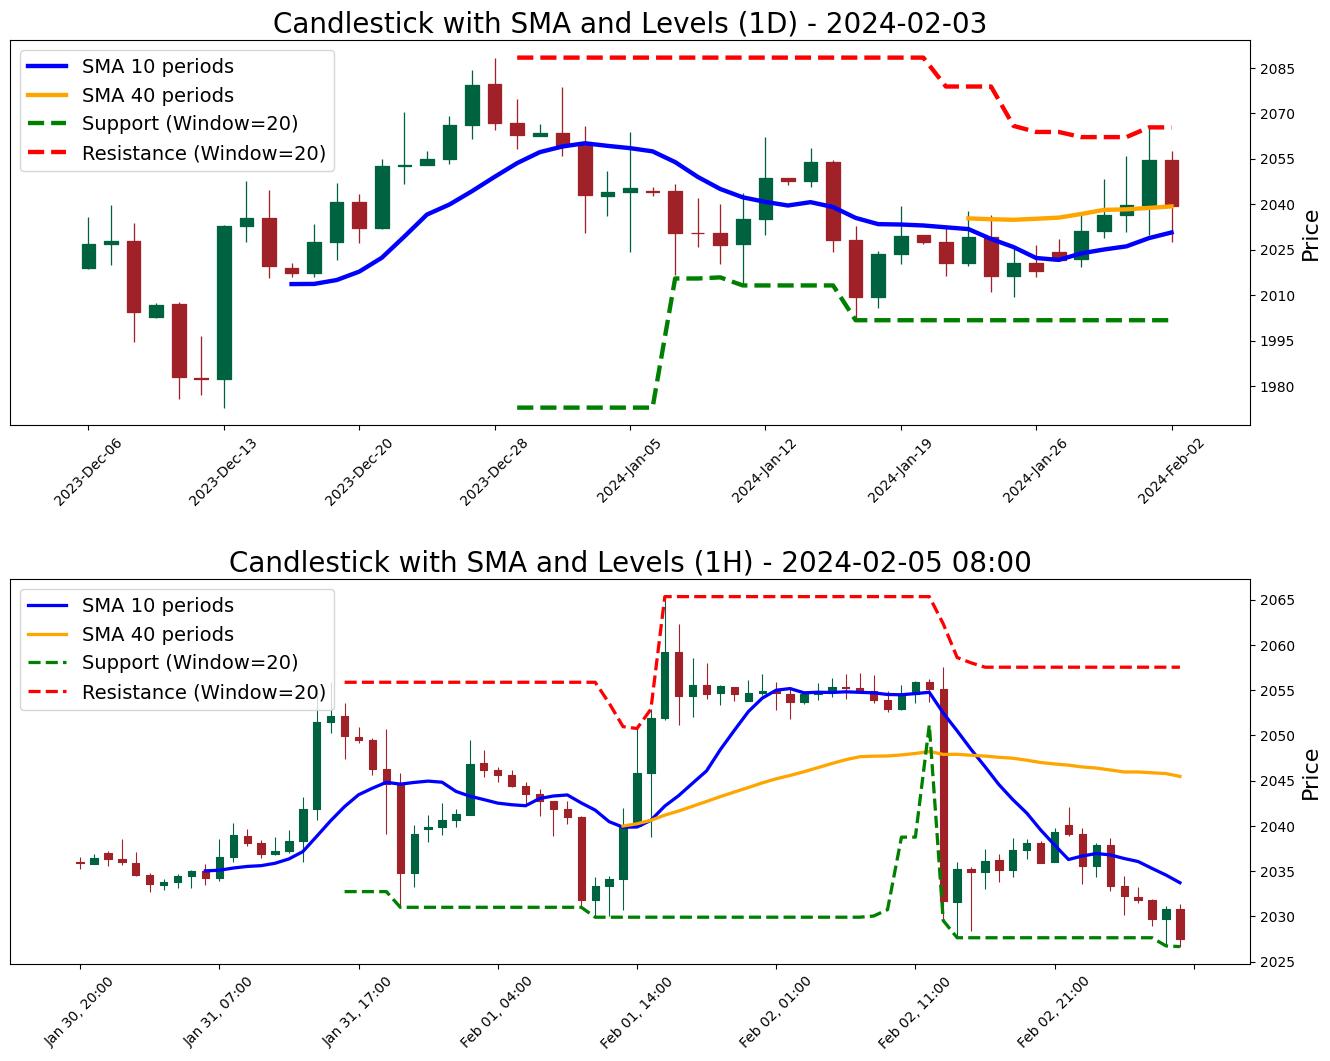 Candlestick with SMA and Levels (1D) - 2024-02-03
SMA 10 periods
SMA 40 periods
Support (Window=20)
Resistance (Window=20)
2085
2070
2055
2040
2025
2010
1995
1980
Price
2023-Dec-06
2023-Dec-13
2023-Dec-20
2023-Dec-28
2024-Jan-05
2024-Jan-12
2024-Jan-19
2024-Jan-26
2024-Feb-02
Candlestick with SMA and Levels (1H) - 2024-02-05 08:00
SMA 10 periods
SMA 40 periods
Support (Window=20)
Resistance (Window=20)
2065
2060
2055
2050
2045
2040
2035
2030
2025
Price
Jan 30, 20:00
Jan 31, 07:00
Jan 31, 17:00
Feb 01, 04:00
Feb 01, 14:00
Feb 02, 01:00
Feb 02, 11:00
Feb 02, 21:00